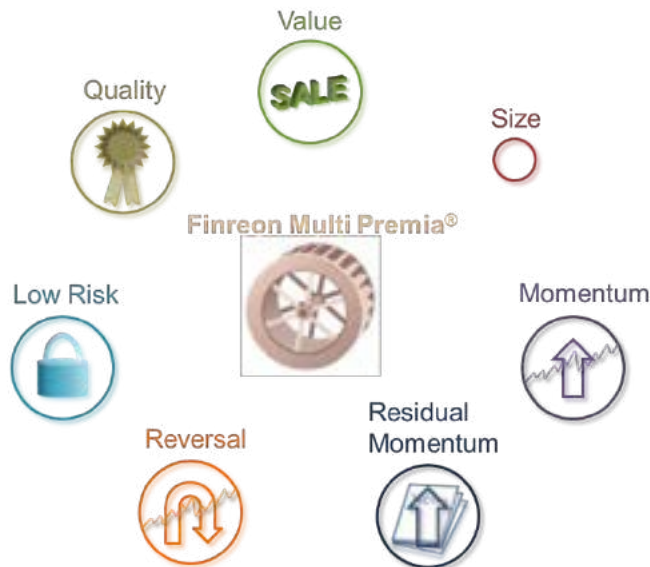 Value
SALE
Quality
Size
Finreon Multi Premia®
Low Risk
Momentum
Residual
Momentum
Reversal